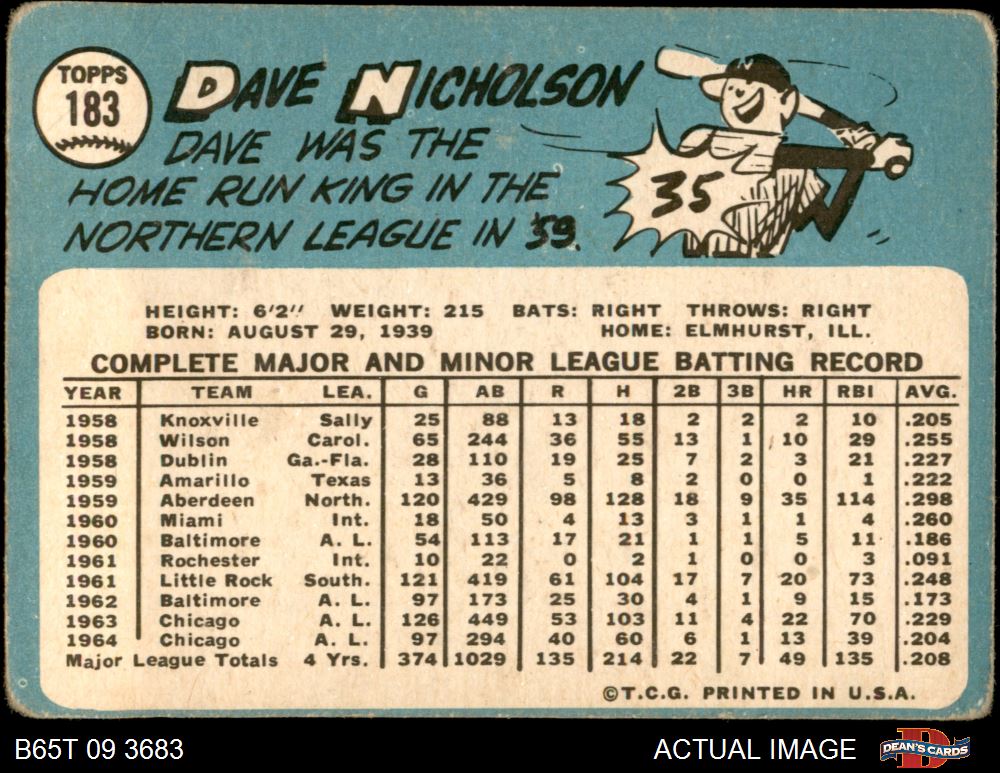 TOPPS
183
DAVE NICHOLSON
DAVE WAS THE
HOME RUN KING IN THE
NORTHERN LEAGUE IN '59.
35
HEIGHT: 6'2" WEIGHT: 215 BATS: RIGHT THROWS: RIGHT
BORN: AUGUST 29, 1939 HOME: ELMHURST, ILL.
COMPLETE MAJOR AND MINOR LEAGUE BATTING RECORD
YEAR TEAM LEA. G AB R H 2B 3B HR RBI AVG.
1958 Knoxville Sally 25 88 13 18 2 2 2 10 .205
1958 Wilson Carol. 65 244 36 55 13 1 10 29 .255
1958 Dublin Ga.-Fla. 28 110 19 25 7 2 3 21 .227
1959 Amarillo Texas 13 36 5 8 2 0 0 1 .222
1959 Aberdeen North. 120 429 98 128 18 9 35 114 .298
1960 Miami Int. 18 50 4 13 3 1 1 4 .260
1960 Baltimore A. L. 54 113 17 21 1 1 5 11 .186
1961 Rochester Int. 10 22 0 2 1 0 0 3 .091
1961 Little Rock South. 121 419 61 104 17 7 20 73 .248
1962 Baltimore A. L. 97 173 25 30 4 1 9 15 .173
1963 Chicago A. L. 126 449 53 103 11 4 22 70 .229
1964 Chicago A. L. 97 294 40 60 6 1 13 39 .204
Major League Totals 4 Yrs. 374 1029 135 214 22 7 49 135 .208
©T.C.G. PRINTED IN U.S.A.
B65T 09 3683 ACTUAL IMAGE DEAN'S CARDS